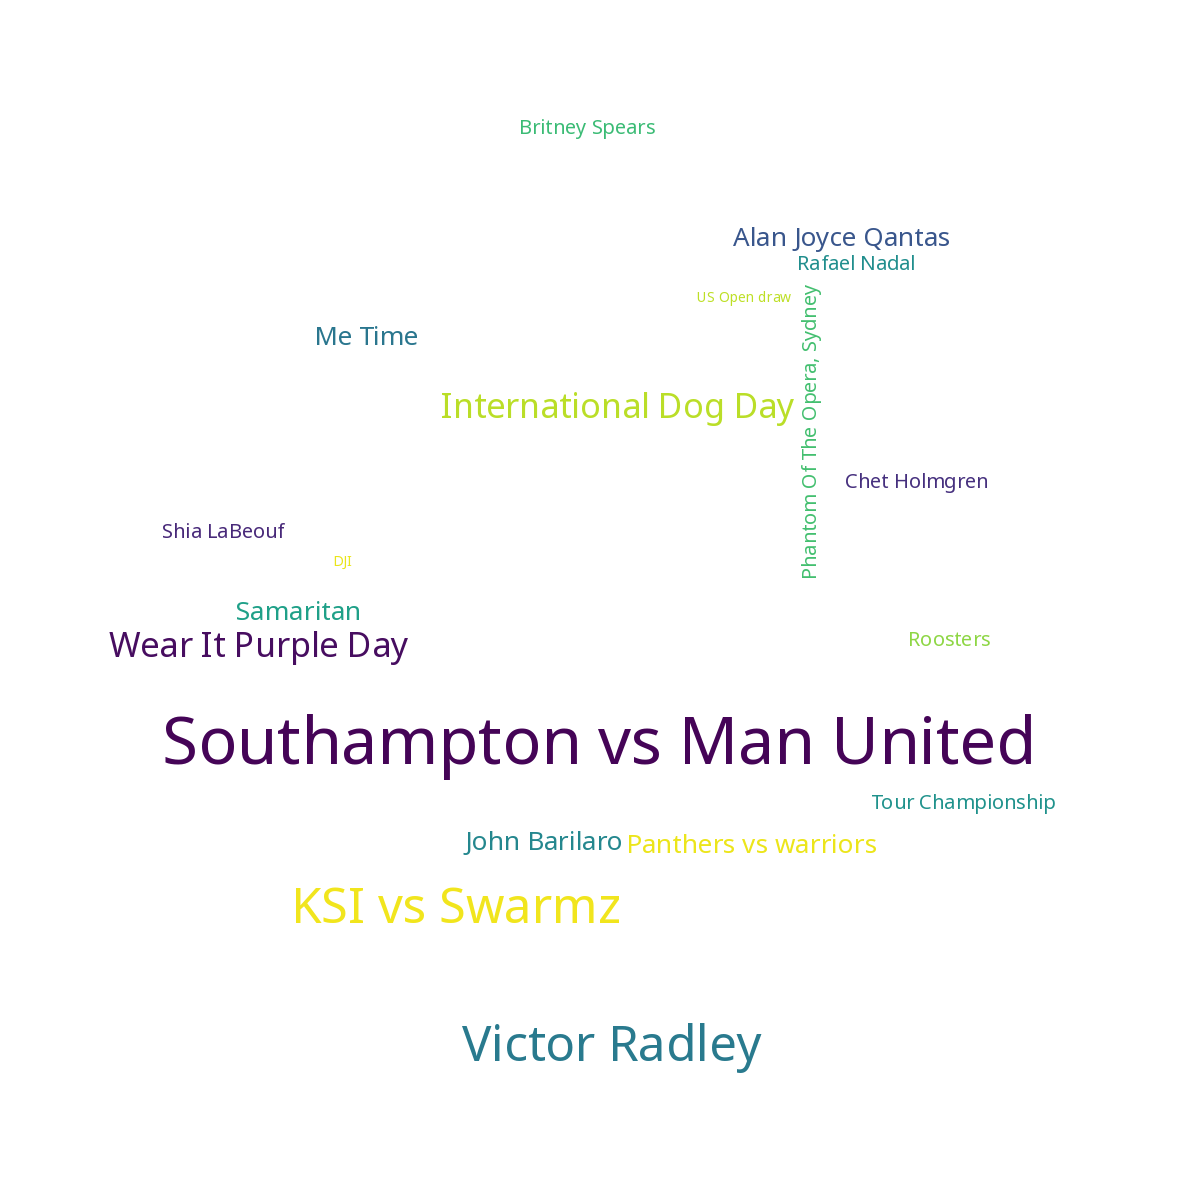 Britney Spears
Alan Joyce Qantas
Rafael Nadal
US Open draw
Phantom Of The Opera, Sydney
Me Time
International Dog Day
Chet Holmgren
Shia LaBeouf
DJI
Samaritan
Wear It Purple Day
Roosters
Southampton vs Man United
Tour Championship
John Barilaro
Panthers vs warriors
KSI vs Swarmz
Victor Radley